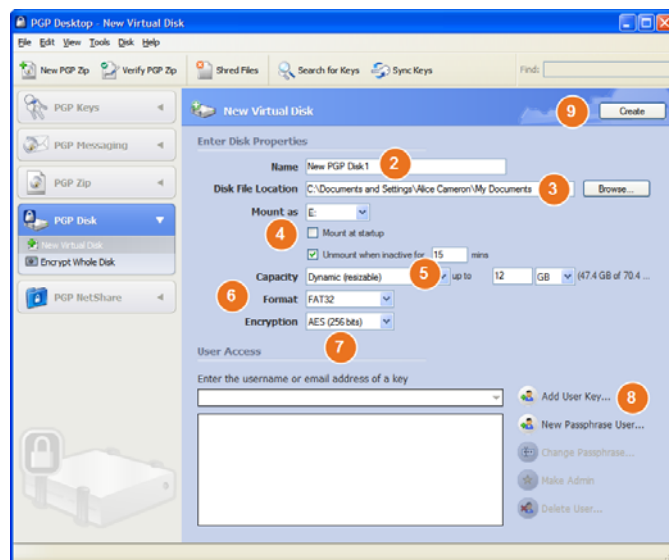 PGP Desktop - New Virtual Disk
File Edit View Tools Disk Help
New PGP Zip Verify PGP Zip Shred Files Search for Keys Sync Keys Find:
PGP Keys
PGP Messaging
PGP Zip
PGP Disk
New Virtual Disk
Encrypt Whole Disk
PGP NetShare
New Virtual Disk 9 Create
Enter Disk Properties
Name New PGP Disk1 2
Disk File Location C:\Documents and Settings\Alice Cameron\My Documents 3 Browse...
Mount as E:
4 Mount at startup
Unmount when inactive for 15 mins
Capacity Dynamic (resizable) 5 up to 12 GB (47.4 GB of 70.4 ...
6 Format FAT32
Encryption AES (256 bits)
7
User Access
Enter the username or email address of a key
Add User Key... 8
New Passphrase User...
Change Passphrase...
Make Admin
Delete User...